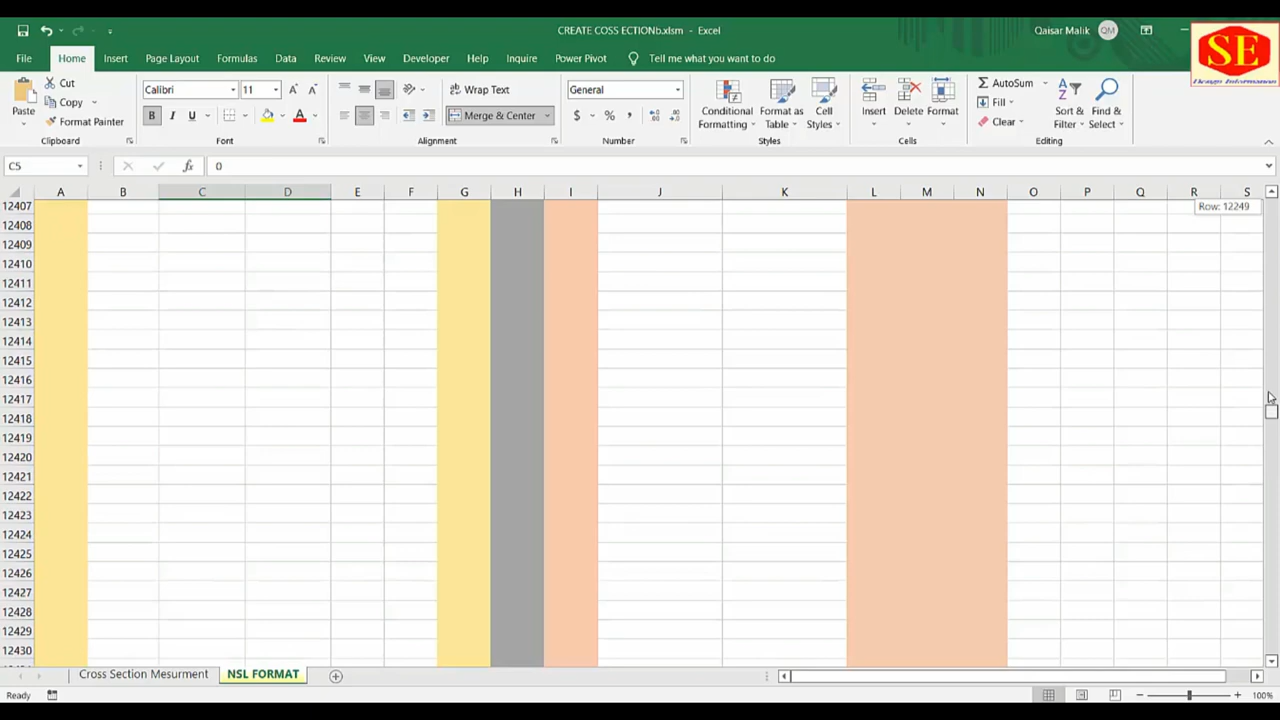 CREATE COSS ECTIONb.xlsm - Excel
Qaisar Malik QM
SE
Design Information
File Home Insert Page Layout Formulas Data Review View Developer Help Inquire Power Pivot Tell me what you want to do
Paste Cut Copy Format Painter
Calibri 11
B I U A
Wrap Text
Merge & Center
General
$ % ,
Conditional Formatting Format as Table Cell Styles
Insert Delete Format
AutoSum Fill Clear
Sort & Filter Find & Select
Clipboard Font Alignment Number Styles Cells Editing
C5 fx 0
A B C D E F G H I J K L M N O P Q R S
Row: 12249
12407
12408
12409
12410
12411
12412
12413
12414
12415
12416
12417
12418
12419
12420
12421
12422
12423
12424
12425
12426
12427
12428
12429
12430
Cross Section Mesurment NSL FORMAT
Ready 100%